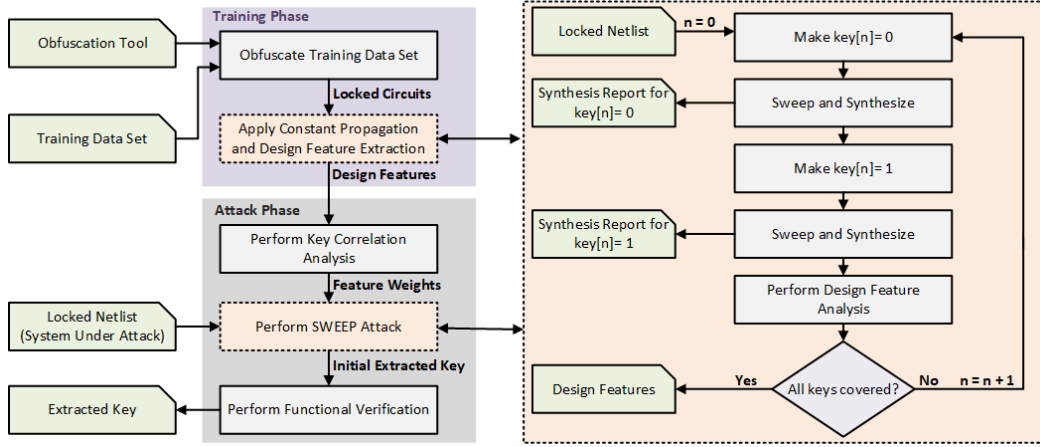 Training Phase
Obfuscation Tool
Obfuscate Training Data Set
Locked Circuits
Training Data Set
Apply Constant Propagation
and Design Feature Extraction
Design Features
Attack Phase
Perform Key Correlation
Analysis
Feature Weights
Locked Netlist
(System Under Attack)
Perform SWEEP Attack
Initial Extracted Key
Extracted Key
Perform Functional Verification
Locked Netlist
n = 0
Make key[n]= 0
Synthesis Report for
key[n]= 0
Sweep and Synthesize
Make key[n]= 1
Synthesis Report for
key[n]= 1
Sweep and Synthesize
Perform Design Feature
Analysis
Design Features
Yes
All keys covered?
No
n = n + 1